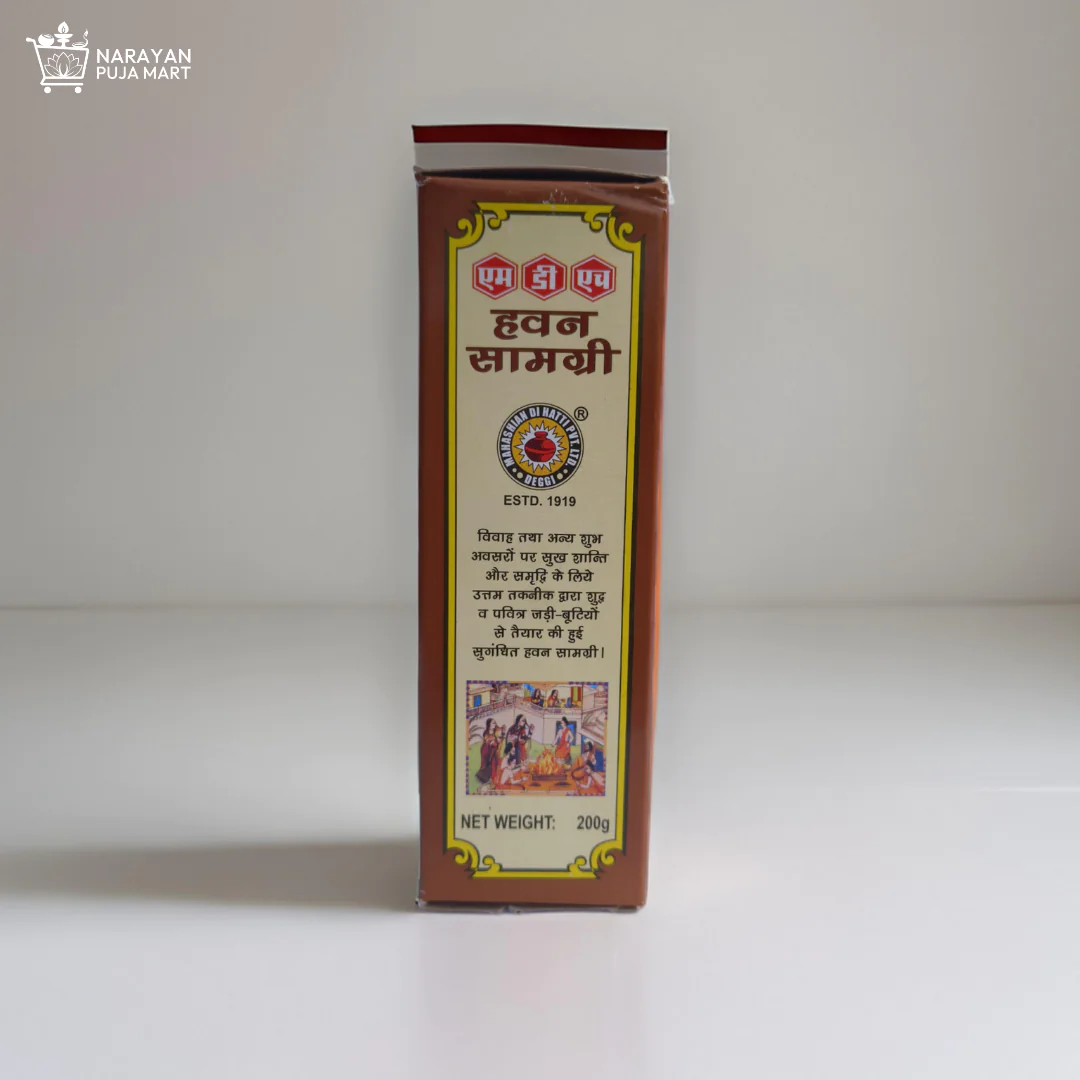 NARAYAN
PUJA MART
एम डी एच
हवन
सामग्री
MAHASHIAN DI HATTI PVT. LTD.
®
DEGGI
ESTD. 1919
विवाह तथा अन्य शुभ
अवसरों पर सुख शान्ति
और समृद्धि के लिये
उत्तम तकनीक द्वारा शुद्ध
व पवित्र जड़ी-बूटियों
से तैयार की हुई
सुगंधित हवन सामग्री।
NET WEIGHT: 200g